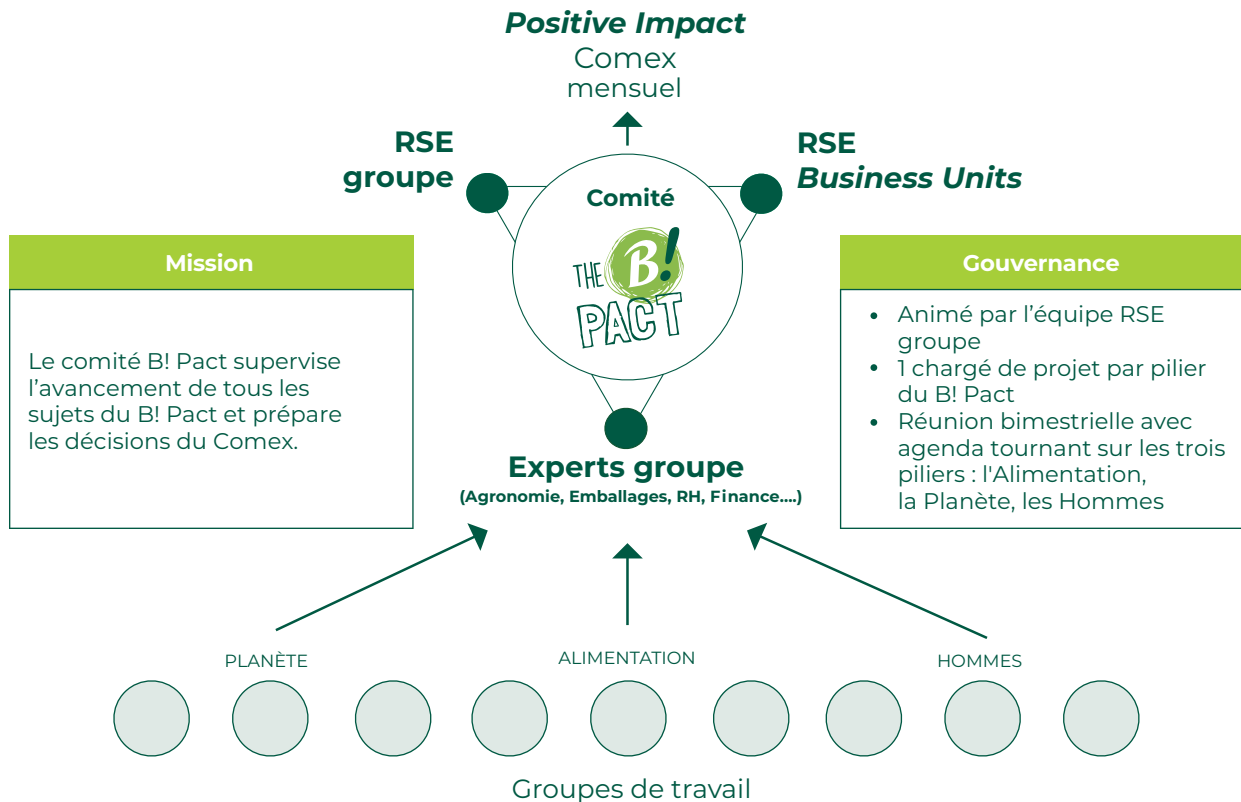 Positive Impact
Comex
mensuel
RSE
groupe
RSE
Business Units
Comité
THE B!
PACT
Mission
Le comité B! Pact supervise
l’avancement de tous les
sujets du B! Pact et prépare
les décisions du Comex.
Gouvernance
• Animé par l’équipe RSE
groupe
• 1 chargé de projet par pilier
du B! Pact
• Réunion bimestrielle avec
agenda tournant sur les trois
piliers : l'Alimentation,
la Planète, les Hommes
Experts groupe
(Agronomie, Emballages, RH, Finance....)
PLANÈTE
ALIMENTATION
HOMMES
Groupes de travail